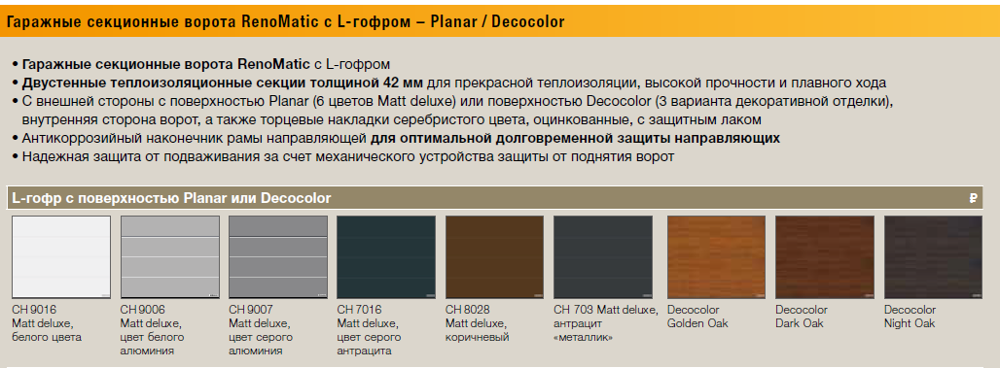 Гаражные секционные ворота RenoMatic с L-гофром – Planar / Decocolor
• Гаражные секционные ворота RenoMatic с L-гофром
• Двустенные теплоизоляционные секции толщиной 42 мм для прекрасной теплоизоляции, высокой прочности и плавного хода
• С внешней стороны с поверхностью Planar (6 цветов Matt deluxe) или поверхностью Decocolor (3 варианта декоративной отделки),
внутренняя сторона ворот, а также торцевые накладки серебристого цвета, оцинкованные, с защитным лаком
• Антикоррозийный наконечник рамы направляющей для оптимальной долговременной защиты направляющих
• Надежная защита от подваживания за счет механического устройства защиты от поднятия ворот
L-гофр с поверхностью Planar или Decocolor ₽
CH 9016
Matt deluxe,
белого цвета
CH 9006
Matt deluxe,
цвет белого
алюминия
CH 9007
Matt deluxe,
цвет серого
алюминия
CH 7016
Matt deluxe,
цвет серого
антрацита
CH 8028
Matt deluxe,
коричневый
CH 703 Matt deluxe,
антрацит
«металлик»
Decocolor
Golden Oak
Decocolor
Dark Oak
Decocolor
Night Oak